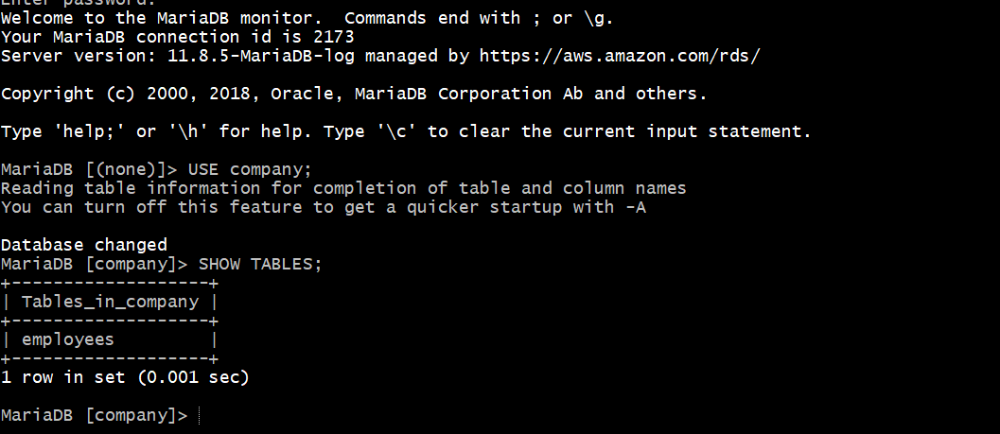 Enter password:
Welcome to the MariaDB monitor.  Commands end with ; or \g.
Your MariaDB connection id is 2173
Server version: 11.8.5-MariaDB-log managed by https://aws.amazon.com/rds/
Copyright (c) 2000, 2018, Oracle, MariaDB Corporation Ab and others.
Type 'help;' or '\h' for help. Type '\c' to clear the current input statement.
MariaDB [(none)]> USE company;
Reading table information for completion of table and column names
You can turn off this feature to get a quicker startup with -A
Database changed
MariaDB [company]> SHOW TABLES;
+-------------------+
| Tables_in_company |
+-------------------+
| employees         |
+-------------------+
1 row in set (0.001 sec)
MariaDB [company]>